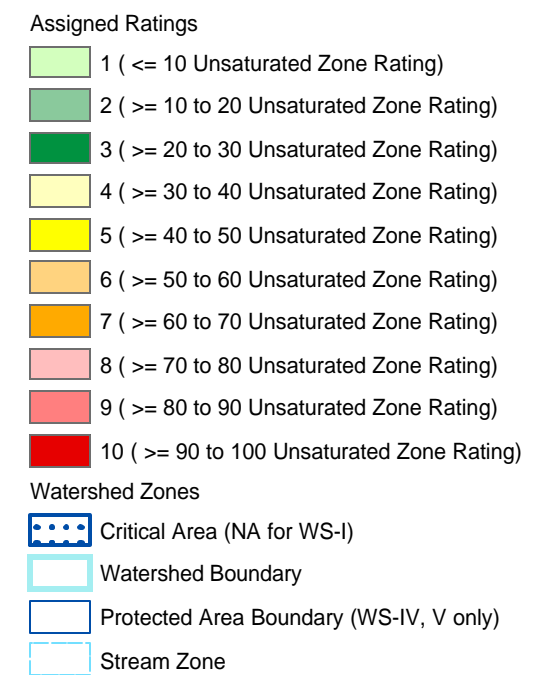 Assigned Ratings
1 ( <= 10 Unsaturated Zone Rating)
2 ( >= 10 to 20 Unsaturated Zone Rating)
3 ( >= 20 to 30 Unsaturated Zone Rating)
4 ( >= 30 to 40 Unsaturated Zone Rating)
5 ( >= 40 to 50 Unsaturated Zone Rating)
6 ( >= 50 to 60 Unsaturated Zone Rating)
7 ( >= 60 to 70 Unsaturated Zone Rating)
8 ( >= 70 to 80 Unsaturated Zone Rating)
9 ( >= 80 to 90 Unsaturated Zone Rating)
10 ( >= 90 to 100 Unsaturated Zone Rating)
Watershed Zones
Critical Area (NA for WS-I)
Watershed Boundary
Protected Area Boundary (WS-IV, V only)
Stream Zone